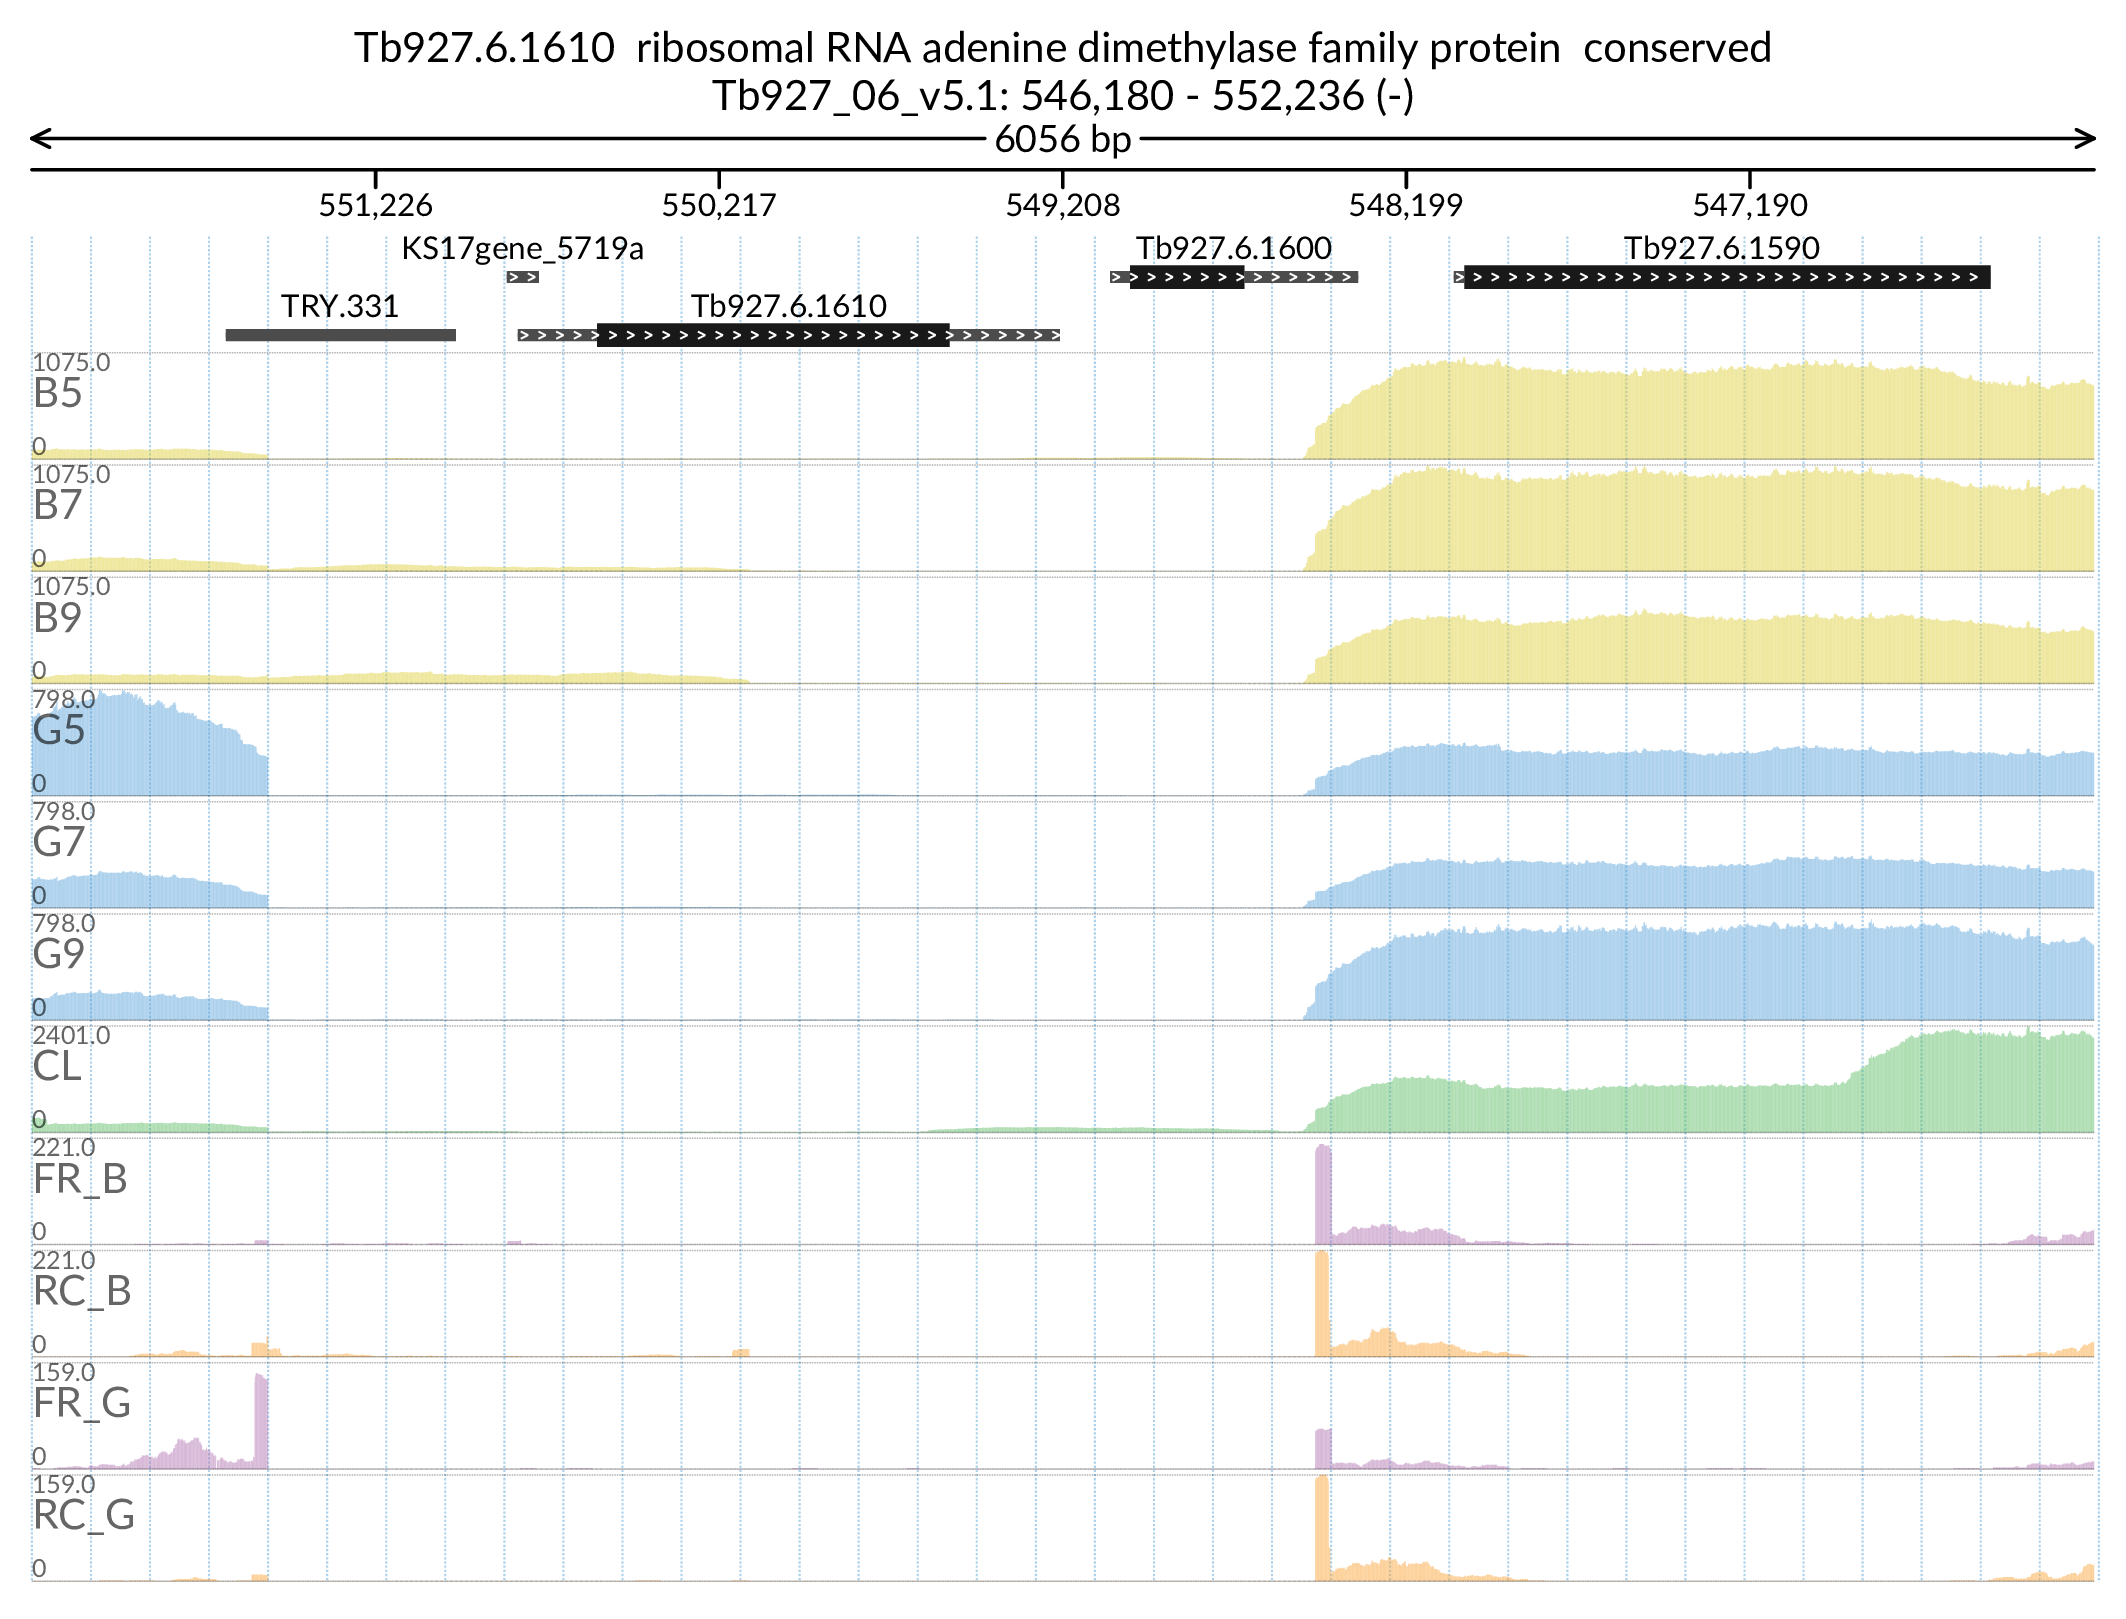 Tb927.6.1610  ribosomal RNA adenine dimethylase family protein  conserved
Tb927_06_v5.1: 546,180 - 552,236 (-)
6056 bp
551,226 550,217 549,208 548,199 547,190
KS17gene_5719a Tb927.6.1600 Tb927.6.1590
TRY.331 Tb927.6.1610
1075.0
B5
0
1075.0
B7
0
1075.0
B9
0
798.0
G5
0
798.0
G7
0
798.0
G9
0
2401.0
CL
0
221.0
FR_B
0
221.0
RC_B
0
159.0
FR_G
0
159.0
RC_G
0